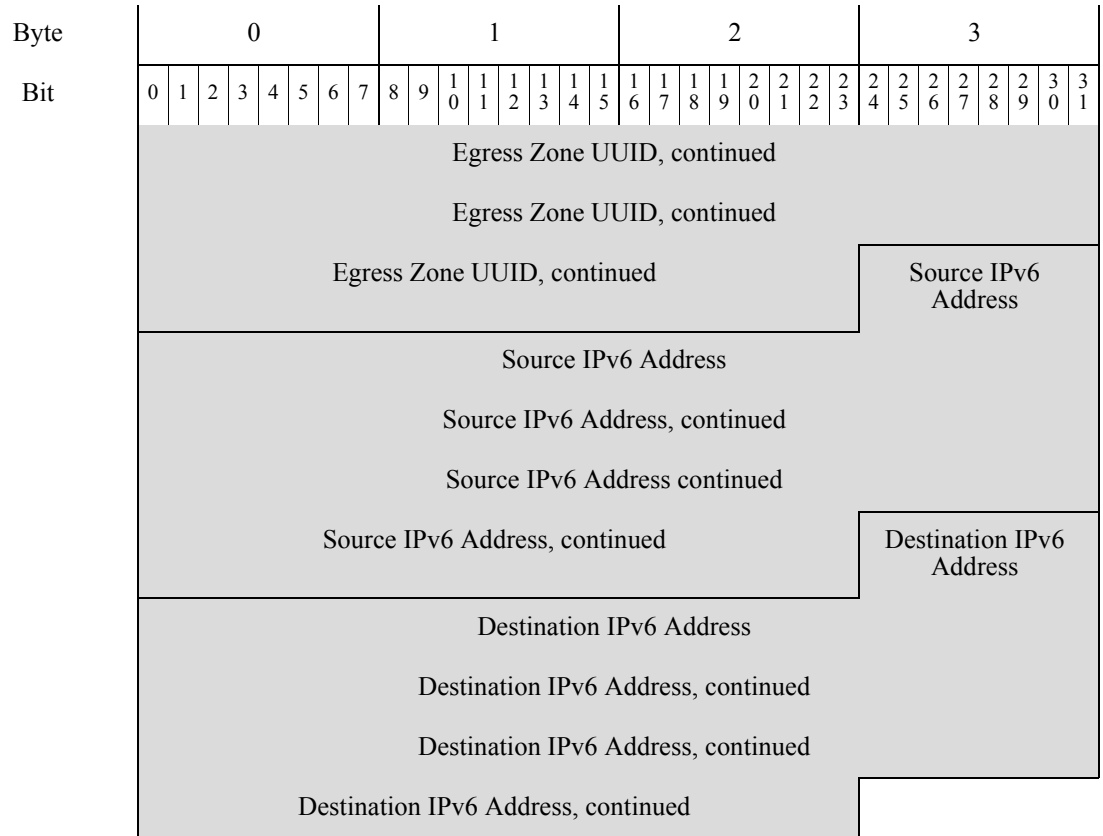 Byte 0 1 2 3
Bit 0 1 2 3 4 5 6 7 8 9 10 11 12 13 14 15 16 17 18 19 20 21 22 23 24 25 26 27 28 29 30 31
Egress Zone UUID, continued
Egress Zone UUID, continued
Egress Zone UUID, continued Source IPv6
Address
Source IPv6 Address
Source IPv6 Address, continued
Source IPv6 Address continued
Source IPv6 Address, continued Destination IPv6
Address
Destination IPv6 Address
Destination IPv6 Address, continued
Destination IPv6 Address, continued
Destination IPv6 Address, continued